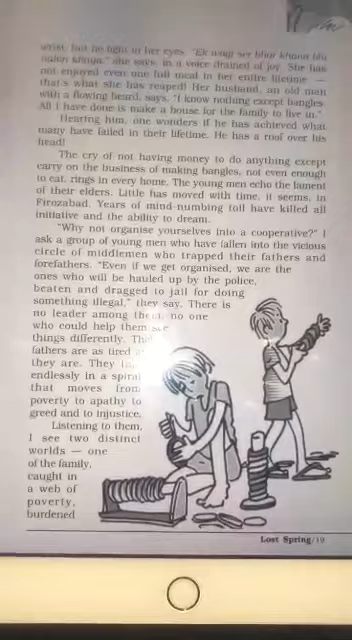 wrist, but no light in her eyes. "Ek waqt ser bhar khana bhi
nahin khaya," she says, in a voice drained of joy. She has
not enjoyed even one full meal in her entire lifetime —
that's what she has reaped! Her husband, an old man
with a flowing beard, says, "I know nothing except bangles.
All I have done is make a house for the family to live in."
Hearing him, one wonders if he has achieved what
many have failed in their lifetime. He has a roof over his
head!
The cry of not having money to do anything except
carry on the business of making bangles, not even enough
to eat, rings in every home. The young men echo the lament
of their elders. Little has moved with time, it seems, in
Firozabad. Years of mind-numbing toil have killed all
initiative and the ability to dream.
"Why not organise yourselves into a cooperative?" I
ask a group of young men who have fallen into the vicious
circle of middlemen who trapped their fathers and
forefathers. "Even if we get organised, we are the
ones who will be hauled up by the police,
beaten and dragged to jail for doing
something illegal," they say. There is
no leader among them, no one
who could help them see
things differently. Their
fathers are as tired as
they are. They
endlessly in a spiral
that moves from
poverty to apathy to
greed and to injustice.
Listening to them,
I see two distinct
worlds — one
of the family,
caught in
a web of
poverty,
burdened
Lost Spring/19